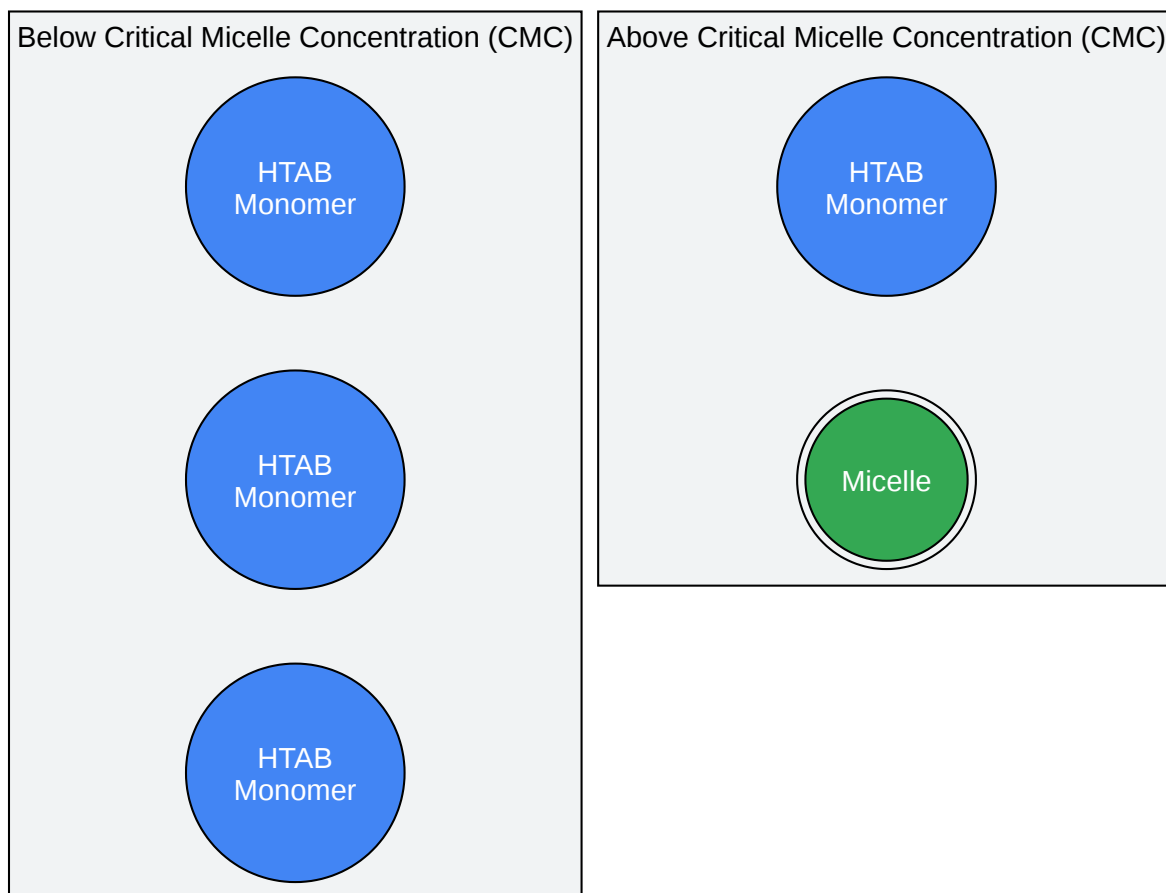 Below Critical Micelle Concentration (CMC)
HTAB
Monomer
HTAB
Monomer
HTAB
Monomer
Above Critical Micelle Concentration (CMC)
HTAB
Monomer
Micelle